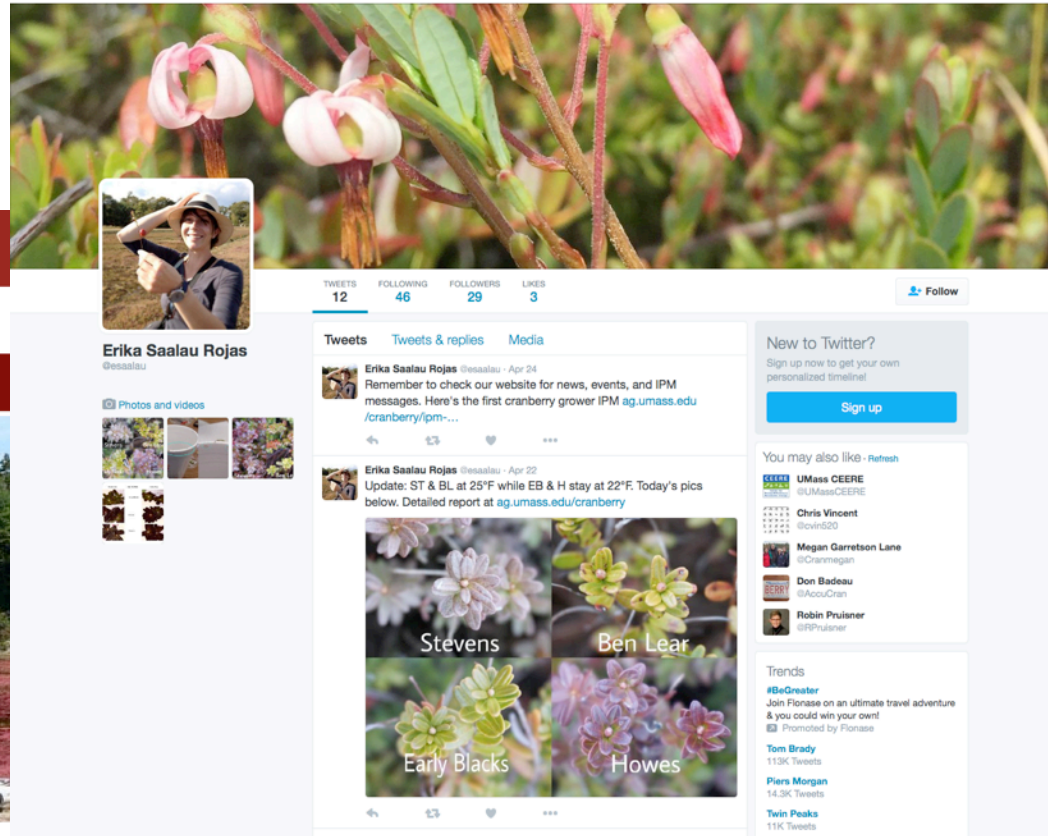 TWEETS
12
FOLLOWING
46
FOLLOWERS
29
LIKES
3
Follow
Erika Saalau Rojas
@esaalau
Photos and videos
Tweets Tweets & replies Media
Erika Saalau Rojas @esaalau · Apr 24
Remember to check our website for news, events, and IPM
messages. Here's the first cranberry grower IPM ag.umass.edu
/cranberry/ipm-…
Erika Saalau Rojas @esaalau · Apr 22
Update: ST & BL at 25°F while EB & H stay at 22°F. Today's pics
below. Detailed report at ag.umass.edu/cranberry
Stevens
Ben Lear
Early Blacks
Howes
New to Twitter?
Sign up now to get your own
personalized timeline!
Sign up
You may also like · Refresh
CEERE
UMass CEERE
@UMassCEERE
Chris Vincent
@cvin520
Megan Garretson Lane
@Cranmegan
BERRY
Don Badeau
@AccuCran
Robin Pruisner
@RPruisner
Trends
#BeGreater
Join Flonase on an ultimate travel adventure
& you could win your own!
Promoted by Flonase
Tom Brady
113K Tweets
Piers Morgan
14.3K Tweets
Twin Peaks
11K Tweets